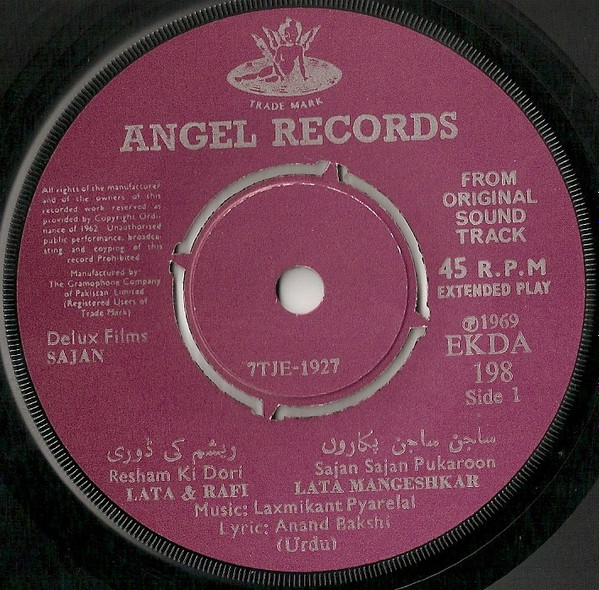 TRADE MARK
ANGEL RECORDS
All rights of the manufacturer
and of the owners of this
recorded work reserved as
provided by Copyright Ordi-
nance of 1962 Unauthorised
public performance, broadcas-
ting and copying of this
record Prohibited
Manufactured by:
The Gramophone Company
of Pakistan Limited
(Registered Users of
Trade Mark)
Delux Films
SAJAN
FROM
ORIGINAL
SOUND
TRACK
45 R.P.M
EXTENDED PLAY
℗ 1969
EKDA
198
Side 1
7TJE-1927
ریشم کی ڈوری
Resham Ki Dori
LATA & RAFI
ساجن ساجن پکاروں
Sajan Sajan Pukaroon
LATA MANGESHKAR
Music: Laxmikant Pyarelal
Lyric: Anand Bakshi
(Urdu)